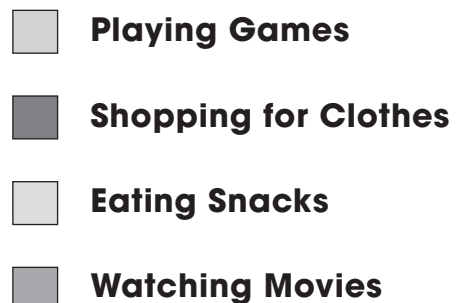 Playing Games
Shopping for Clothes
Eating Snacks
Watching Movies